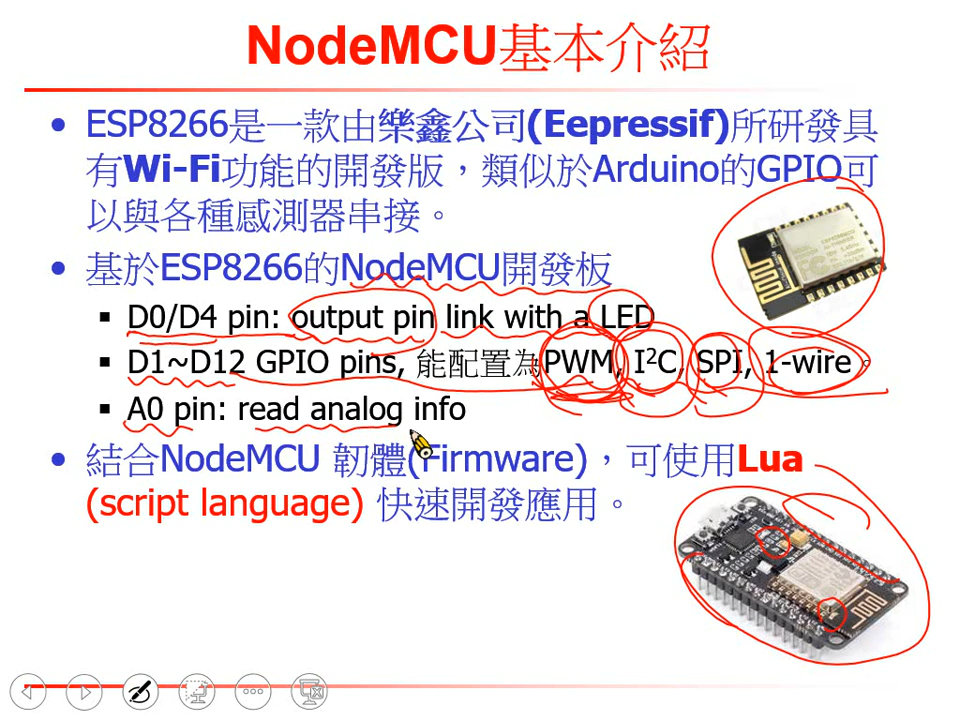 NodeMCU基本介紹
• ESP8266是一款由樂鑫公司(Eepressif)所研發具
有Wi-Fi功能的開發版，類似於Arduino的GPIO可
以與各種感測器串接。
• 基於ESP8266的NodeMCU開發板
▪ D0/D4 pin: output pin link with a LED
▪ D1~D12 GPIO pins, 能配置為PWM, I²C, SPI, 1-wire。
▪ A0 pin: read analog info
• 結合NodeMCU 韌體(Firmware)，可使用Lua
(script language) 快速開發應用。